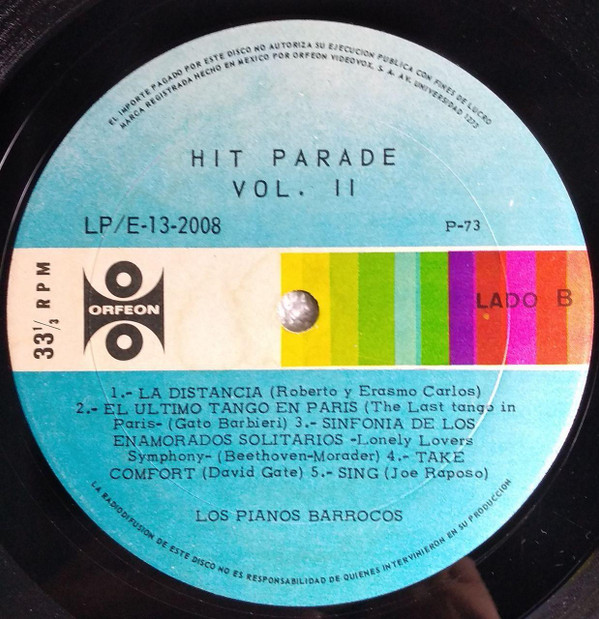 EL IMPORTE PAGADO POR ESTE DISCO NO AUTORIZA SU EJECUCION PUBLICA CON FINES DE LUCRO
MARCA REGISTRADA HECHO EN MEXICO POR ORFEON VIDEOVOX, S. A. AV. UNIVERSIDAD 1273
HIT PARADE
VOL. II
LP/E-13-2008
P-73
33⅓ RPM
ORFEON
LADO B
1.- LA DISTANCIA (Roberto y Erasmo Carlos)
2.- EL ULTIMO TANGO EN PARIS (The Last tango in
Paris- (Gato Barbieri) 3.- SINFONIA DE LOS
ENAMORADOS SOLITARIOS -Lonely Lovers
Symphony- (Beethoven-Morader) 4.- TAKE
COMFORT (David Gate) 5.- SING (Joe Raposo)
LOS PIANOS BARROCOS
LA RADIODIFUSION DE ESTE DISCO NO ES RESPONSABILIDAD DE QUIENES INTERVINIERON EN SU PRODUCCION